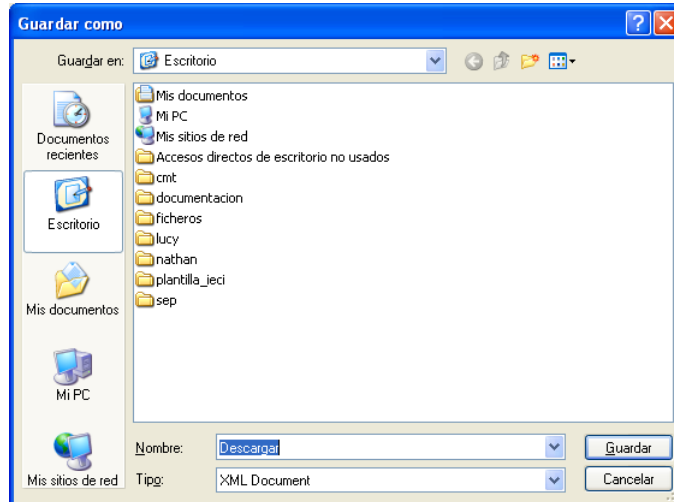 Guardar como
Guardar en:
Escritorio
Documentos
recientes
Escritorio
Mis documentos
Mi PC
Mis sitios de red
Mis documentos
Mi PC
Mis sitios de red
Accesos directos de escritorio no usados
cmt
documentacion
ficheros
lucy
nathan
plantilla_ieci
sep
Nombre:
Descargar
Guardar
Tipo:
XML Document
Cancelar